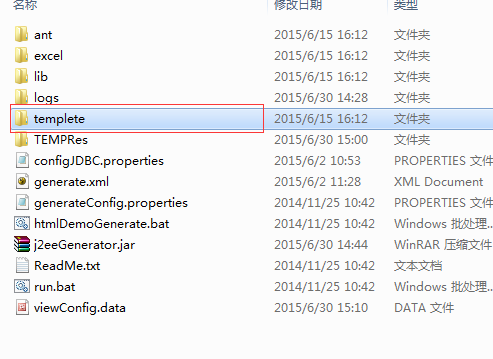 名称 修改日期 类型
ant 2015/6/15 16:12 文件夹
excel 2015/6/15 16:12 文件夹
lib 2015/6/15 16:12 文件夹
logs 2015/6/30 14:28 文件夹
templete 2015/6/15 16:12 文件夹
TEMPRes 2015/6/30 15:00 文件夹
configJDBC.properties 2015/6/2 10:53 PROPERTIES 文件
generate.xml 2015/6/2 11:28 XML Document
generateConfig.properties 2014/11/25 10:42 PROPERTIES 文件
htmlDemoGenerate.bat 2014/11/25 10:42 Windows 批处理...
j2eeGenerator.jar 2015/6/30 14:44 WinRAR 压缩文件
ReadMe.txt 2014/11/25 10:42 文本文档
run.bat 2014/11/25 10:42 Windows 批处理...
viewConfig.data 2015/6/30 15:10 DATA 文件